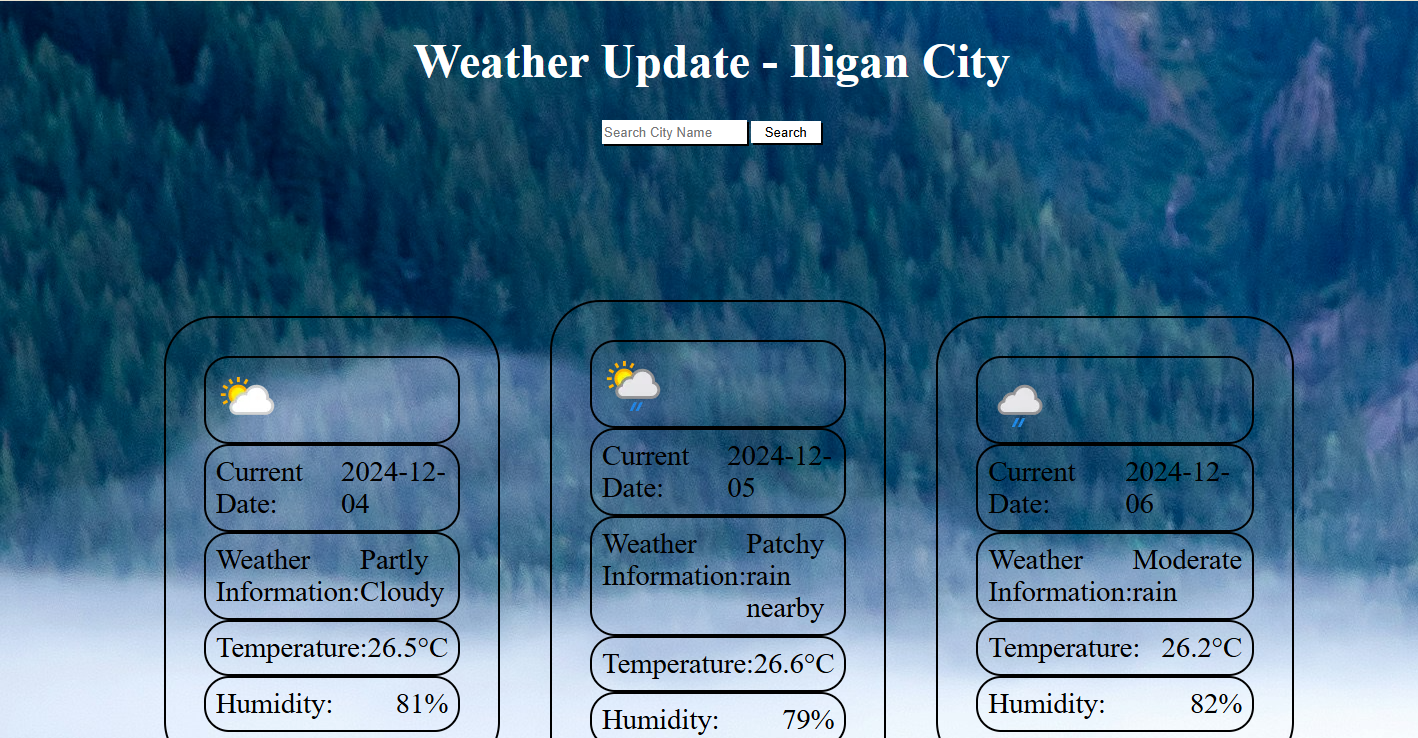 Weather Update - Iligan City
Search City Name
Search
Current
Date:
2024-12-
04
Weather
Information:
Partly
Cloudy
Temperature:26.5°C
Humidity: 81%
Current
Date:
2024-12-
05
Weather
Information:
Patchy
rain
nearby
Temperature:26.6°C
Humidity: 79%
Current
Date:
2024-12-
06
Weather
Information:
Moderate
rain
Temperature: 26.2°C
Humidity: 82%